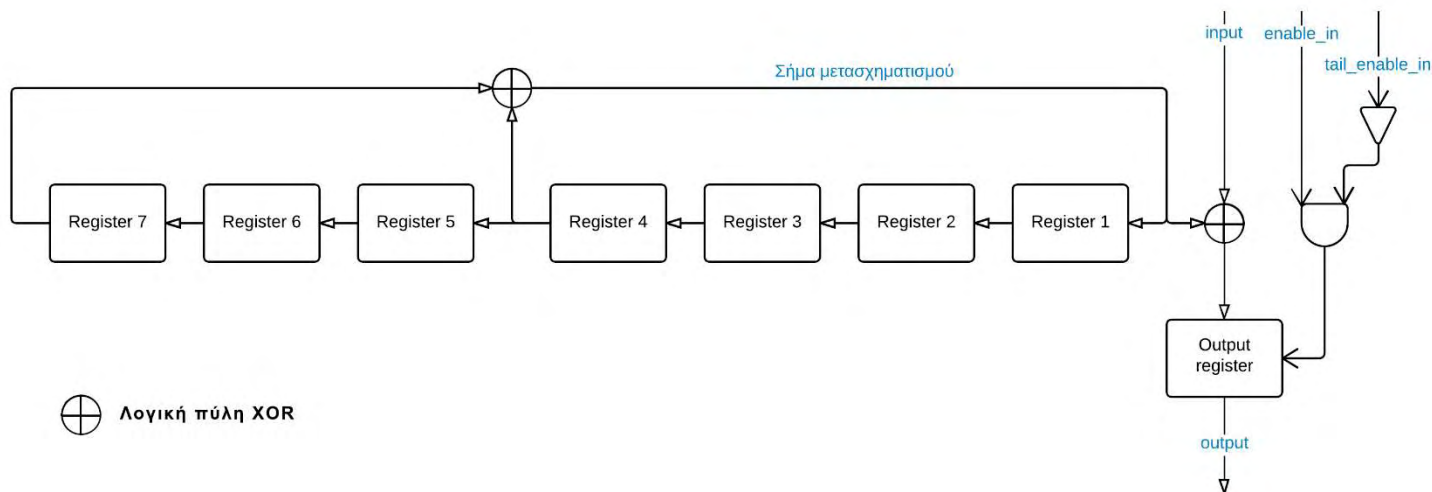 input
enable_in
tail_enable_in
Σήμα μετασχηματισμού
Register 7
Register 6
Register 5
Register 4
Register 3
Register 2
Register 1
Output
register
Λογική πύλη XOR
output